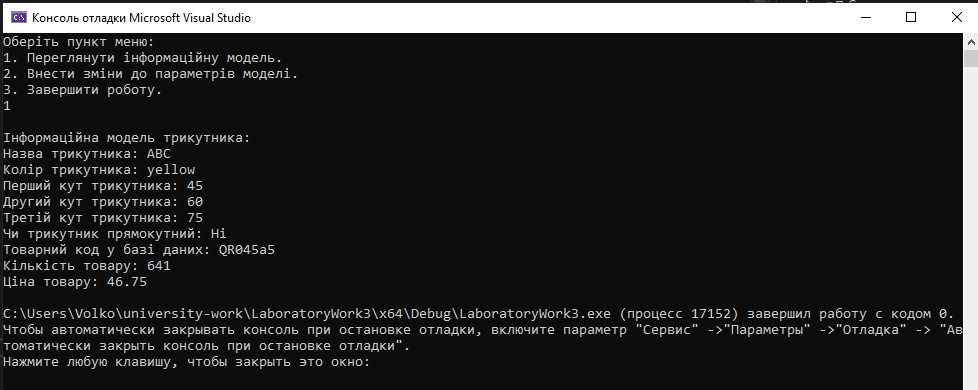 Консоль отладки Microsoft Visual Studio
Оберіть пункт меню:
1. Переглянути інформаційну модель.
2. Внести зміни до параметрів моделі.
3. Завершити роботу.
1
Інформаційна модель трикутника:
Назва трикутника: ABC
Колір трикутника: yellow
Перший кут трикутника: 45
Другий кут трикутника: 60
Третій кут трикутника: 75
Чи трикутник прямокутний: Ні
Товарний код у базі даних: QR045a5
Кількість товару: 641
Ціна товару: 46.75
C:\Users\Volko\university-work\LaboratoryWork3\x64\Debug\LaboratoryWork3.exe (процесс 17152) завершил работу с кодом 0.
Чтобы автоматически закрывать консоль при остановке отладки, включите параметр "Сервис" ->"Параметры" ->"Отладка" -> "Ав
томатически закрыть консоль при остановке отладки".
Нажмите любую клавишу, чтобы закрыть это окно: